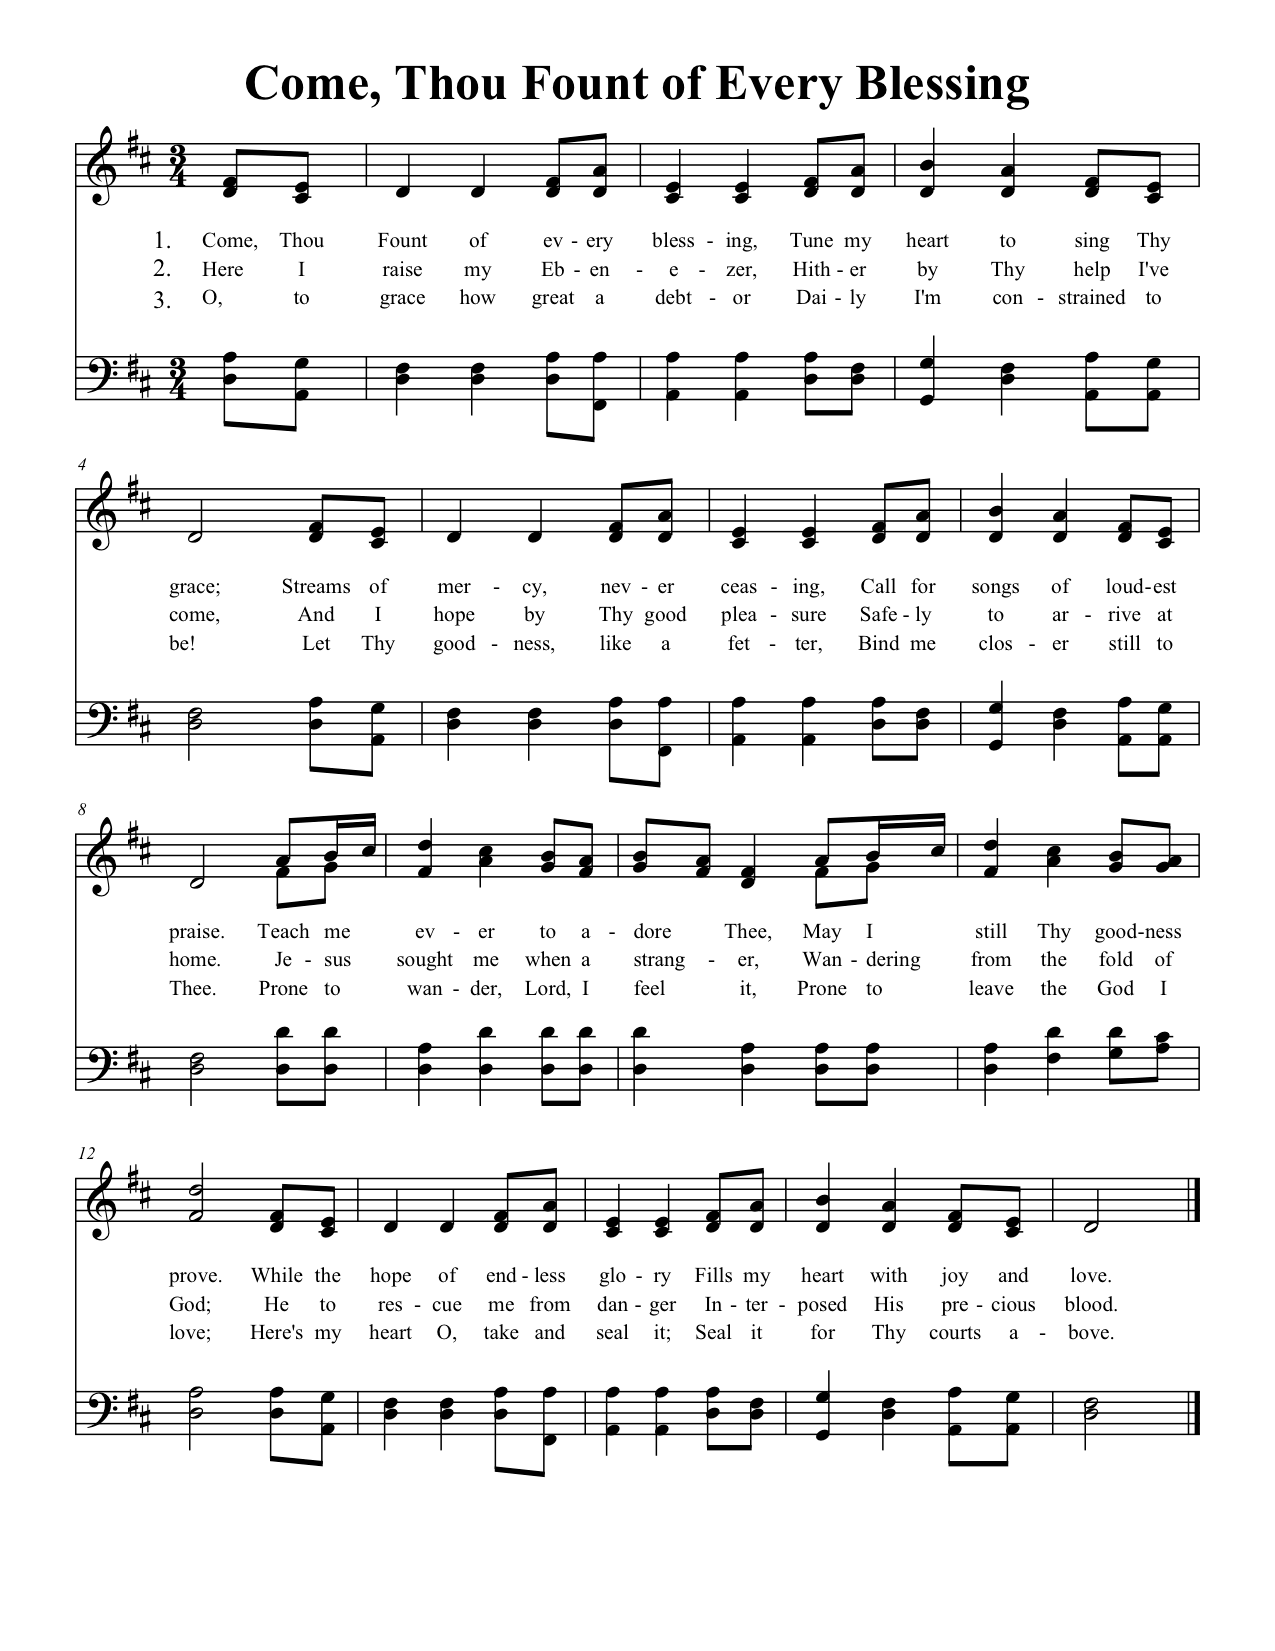 Come, Thou Fount of Every Blessing
3
4
1. Come, Thou Fount of ev - ery bless - ing, Tune my heart to sing Thy
2. Here I raise my Eb - en - e - zer, Hith - er by Thy help I've
3. O, to grace how great a debt - or Dai - ly I'm con - strained to
3
4
4
grace; Streams of mer - cy, nev - er ceas - ing, Call for songs of loud-est
come, And I hope by Thy good plea - sure Safe - ly to ar - rive at
be! Let Thy good - ness, like a fet - ter, Bind me clos - er still to
8
praise. Teach me ev - er to a - dore Thee, May I still Thy good-ness
home. Je - sus sought me when a strang - er, Wan - dering from the fold of
Thee. Prone to wan - der, Lord, I feel it, Prone to leave the God I
12
prove. While the hope of end - less glo - ry Fills my heart with joy and love.
God; He to res - cue me from dan - ger In - ter - posed His pre - cious blood.
love; Here's my heart O, take and seal it; Seal it for Thy courts a - bove.